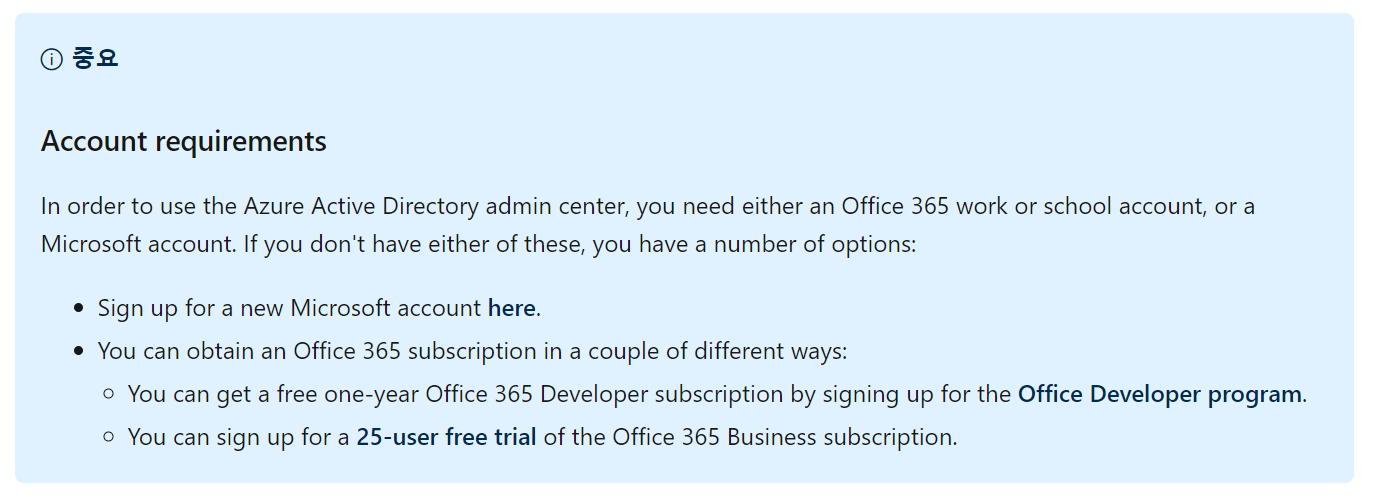 중요
Account requirements
In order to use the Azure Active Directory admin center, you need either an Office 365 work or school account, or a
Microsoft account. If you don't have either of these, you have a number of options:
Sign up for a new Microsoft account here.
You can obtain an Office 365 subscription in a couple of different ways:
You can get a free one-year Office 365 Developer subscription by signing up for the Office Developer program.
You can sign up for a 25-user free trial of the Office 365 Business subscription.